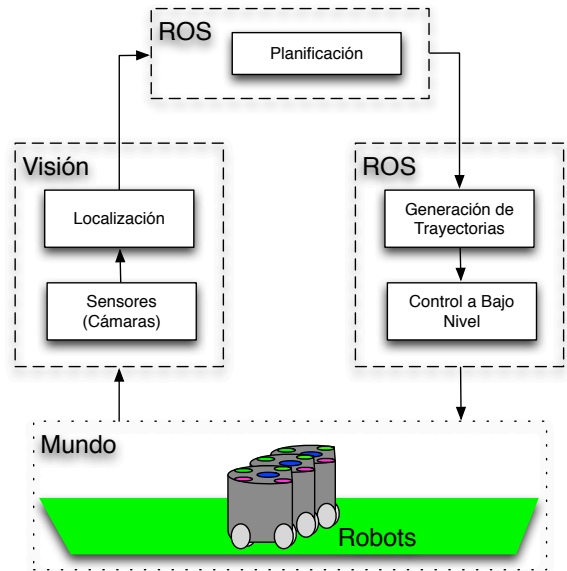 ROS
Planificación
Visión
Localización
Sensores
(Cámaras)
ROS
Generación de
Trayectorias
Control a Bajo
Nivel
Mundo
Robots